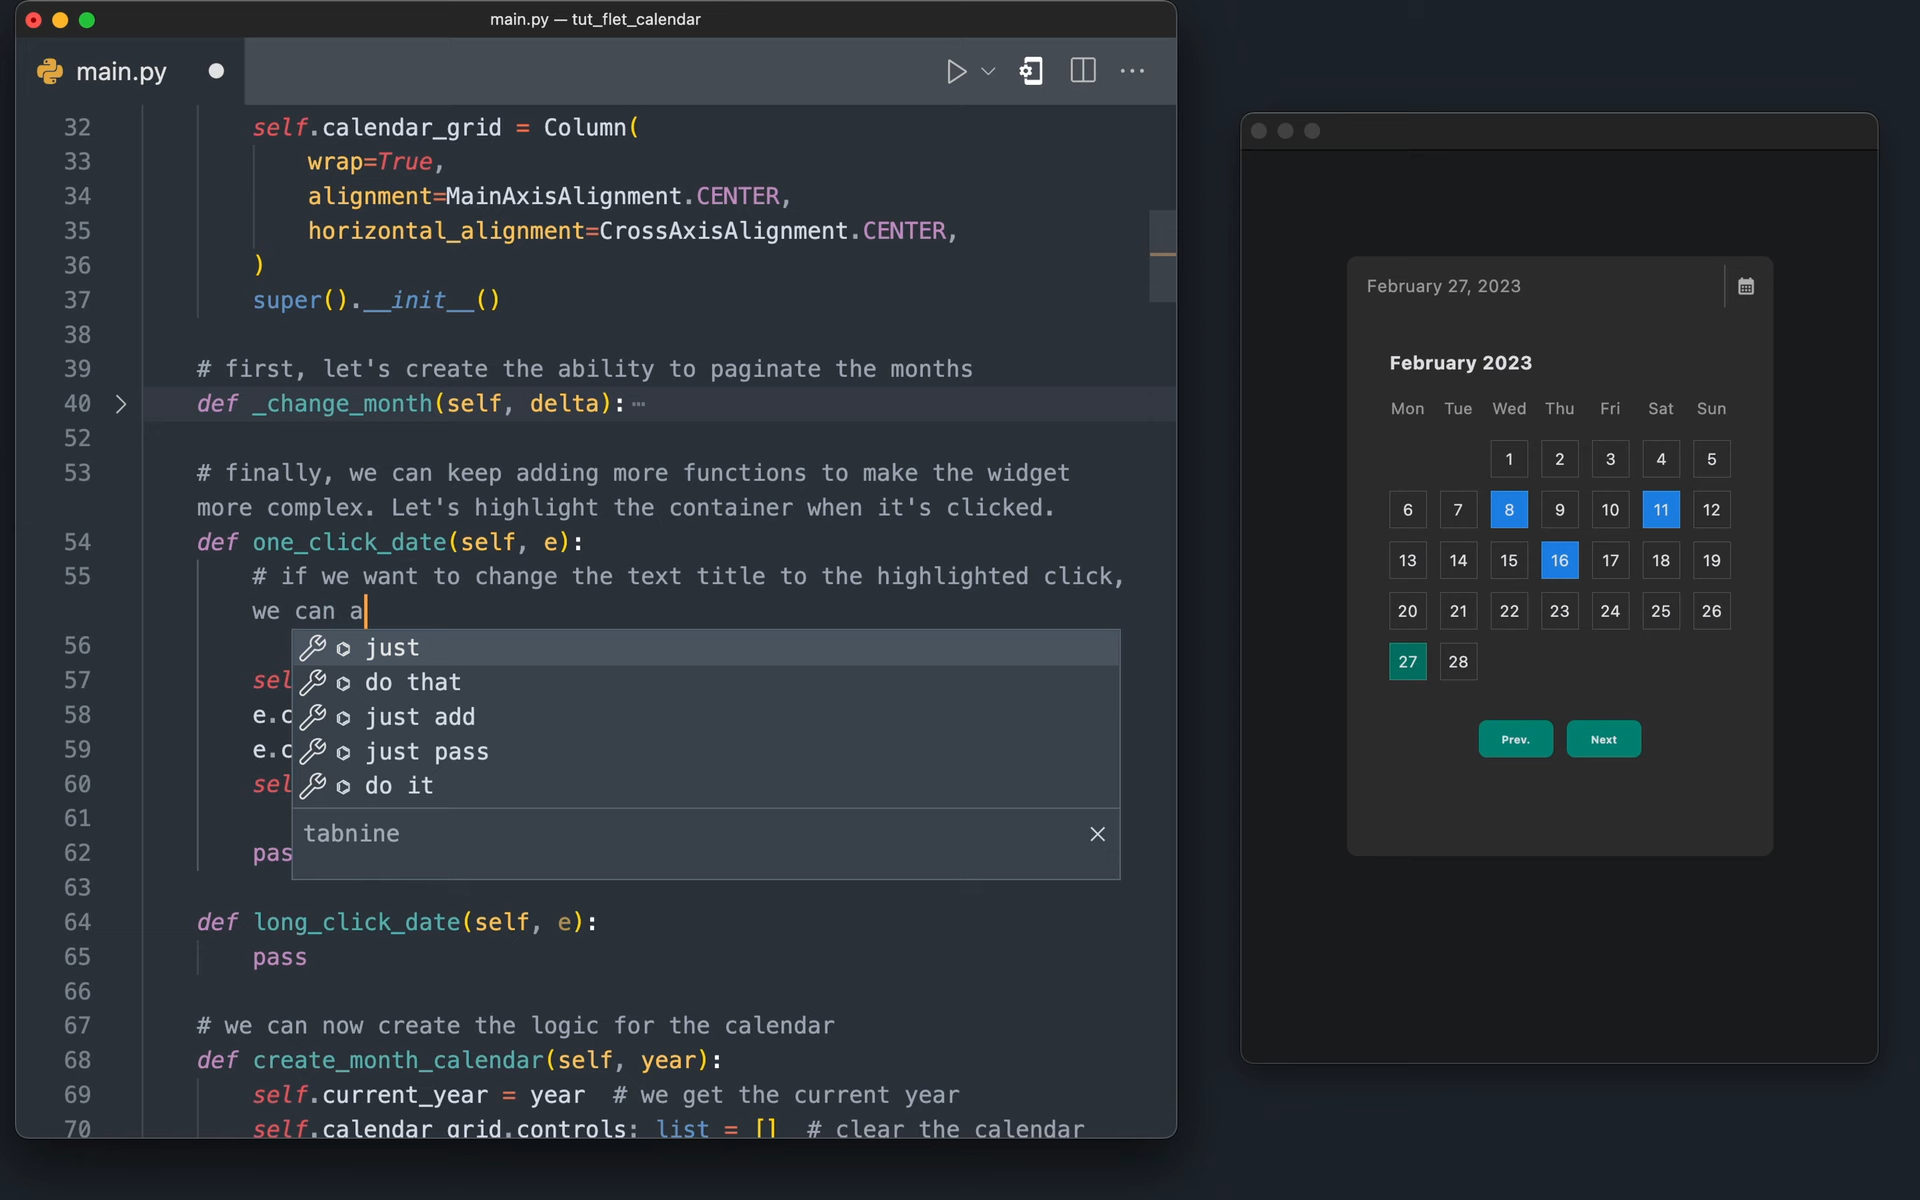 main.py — tut_flet_calendar
main.py
32 self.calendar_grid = Column(
33 wrap=True,
34 alignment=MainAxisAlignment.CENTER,
35 horizontal_alignment=CrossAxisAlignment.CENTER,
36 )
37 super().__init__()
38
39 # first, let's create the ability to paginate the months
40 def _change_month(self, delta): ⋯
52
53 # finally, we can keep adding more functions to make the widget
more complex. Let's highlight the container when it's clicked.
54 def one_click_date(self, e):
55 # if we want to change the text title to the highlighted click,
we can a
56
57 sel
58 e.c
59 e.c
60 sel
61
62 pas
just
do that
just add
just pass
do it
tabnine
63
64 def long_click_date(self, e):
65 pass
66
67 # we can now create the logic for the calendar
68 def create_month_calendar(self, year):
69 self.current_year = year # we get the current year
70 self.calendar_grid.controls: list = [] # clear the calendar
February 27, 2023
February 2023
Mon Tue Wed Thu Fri Sat Sun
1 2 3 4 5
6 7 8 9 10 11 12
13 14 15 16 17 18 19
20 21 22 23 24 25 26
27 28
Prev. Next